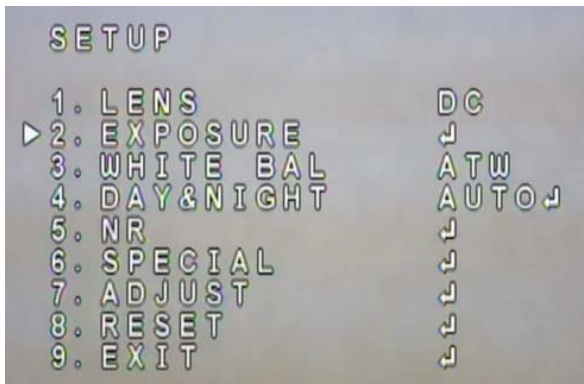 SETUP
1. LENS DC
▷2. EXPOSURE ↲
3. WHITE BAL ATW
4. DAY&NIGHT AUTO↲
5. NR ↲
6. SPECIAL ↲
7. ADJUST ↲
8. RESET ↲
9. EXIT ↲